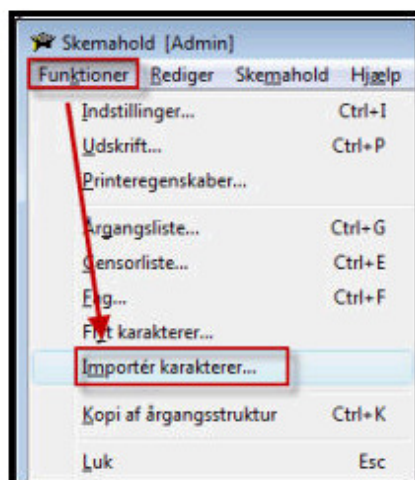 Skemahold [Admin]
Funktioner Rediger Skemahold Hjælp
Indstillinger... Ctrl+I
Udskrift... Ctrl+P
Printeregenskaber...
Årgangsliste... Ctrl+G
Censorliste... Ctrl+E
Fag... Ctrl+F
Flyt karakterer...
Importér karakterer...
Kopi af årgangsstruktur Ctrl+K
Luk Esc